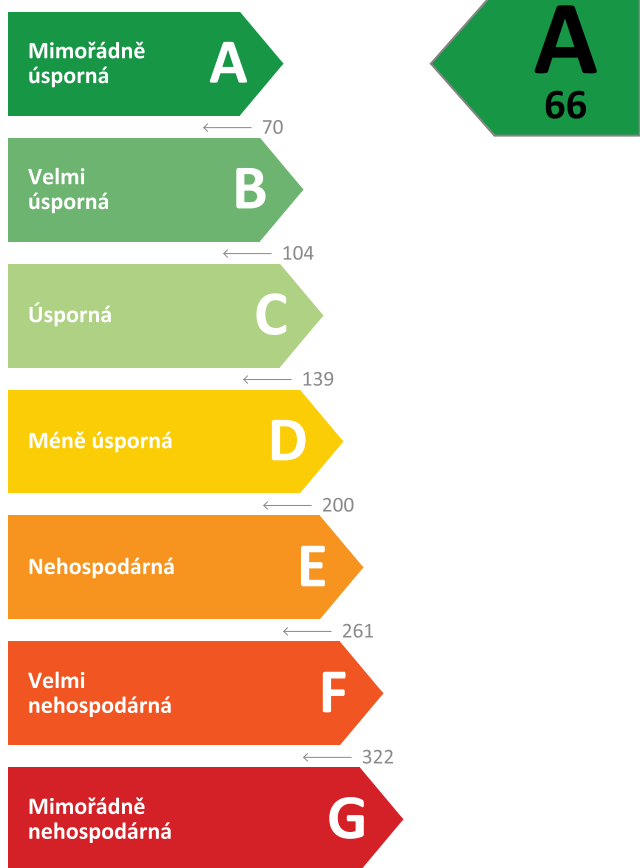 Mimořádně
úsporná
A
A
66
70
Velmi
úsporná
B
104
Úsporná
C
139
Méně úsporná
D
200
Nehospodárná
E
261
Velmi
nehospodárná
F
322
Mimořádně
nehospodárná
G